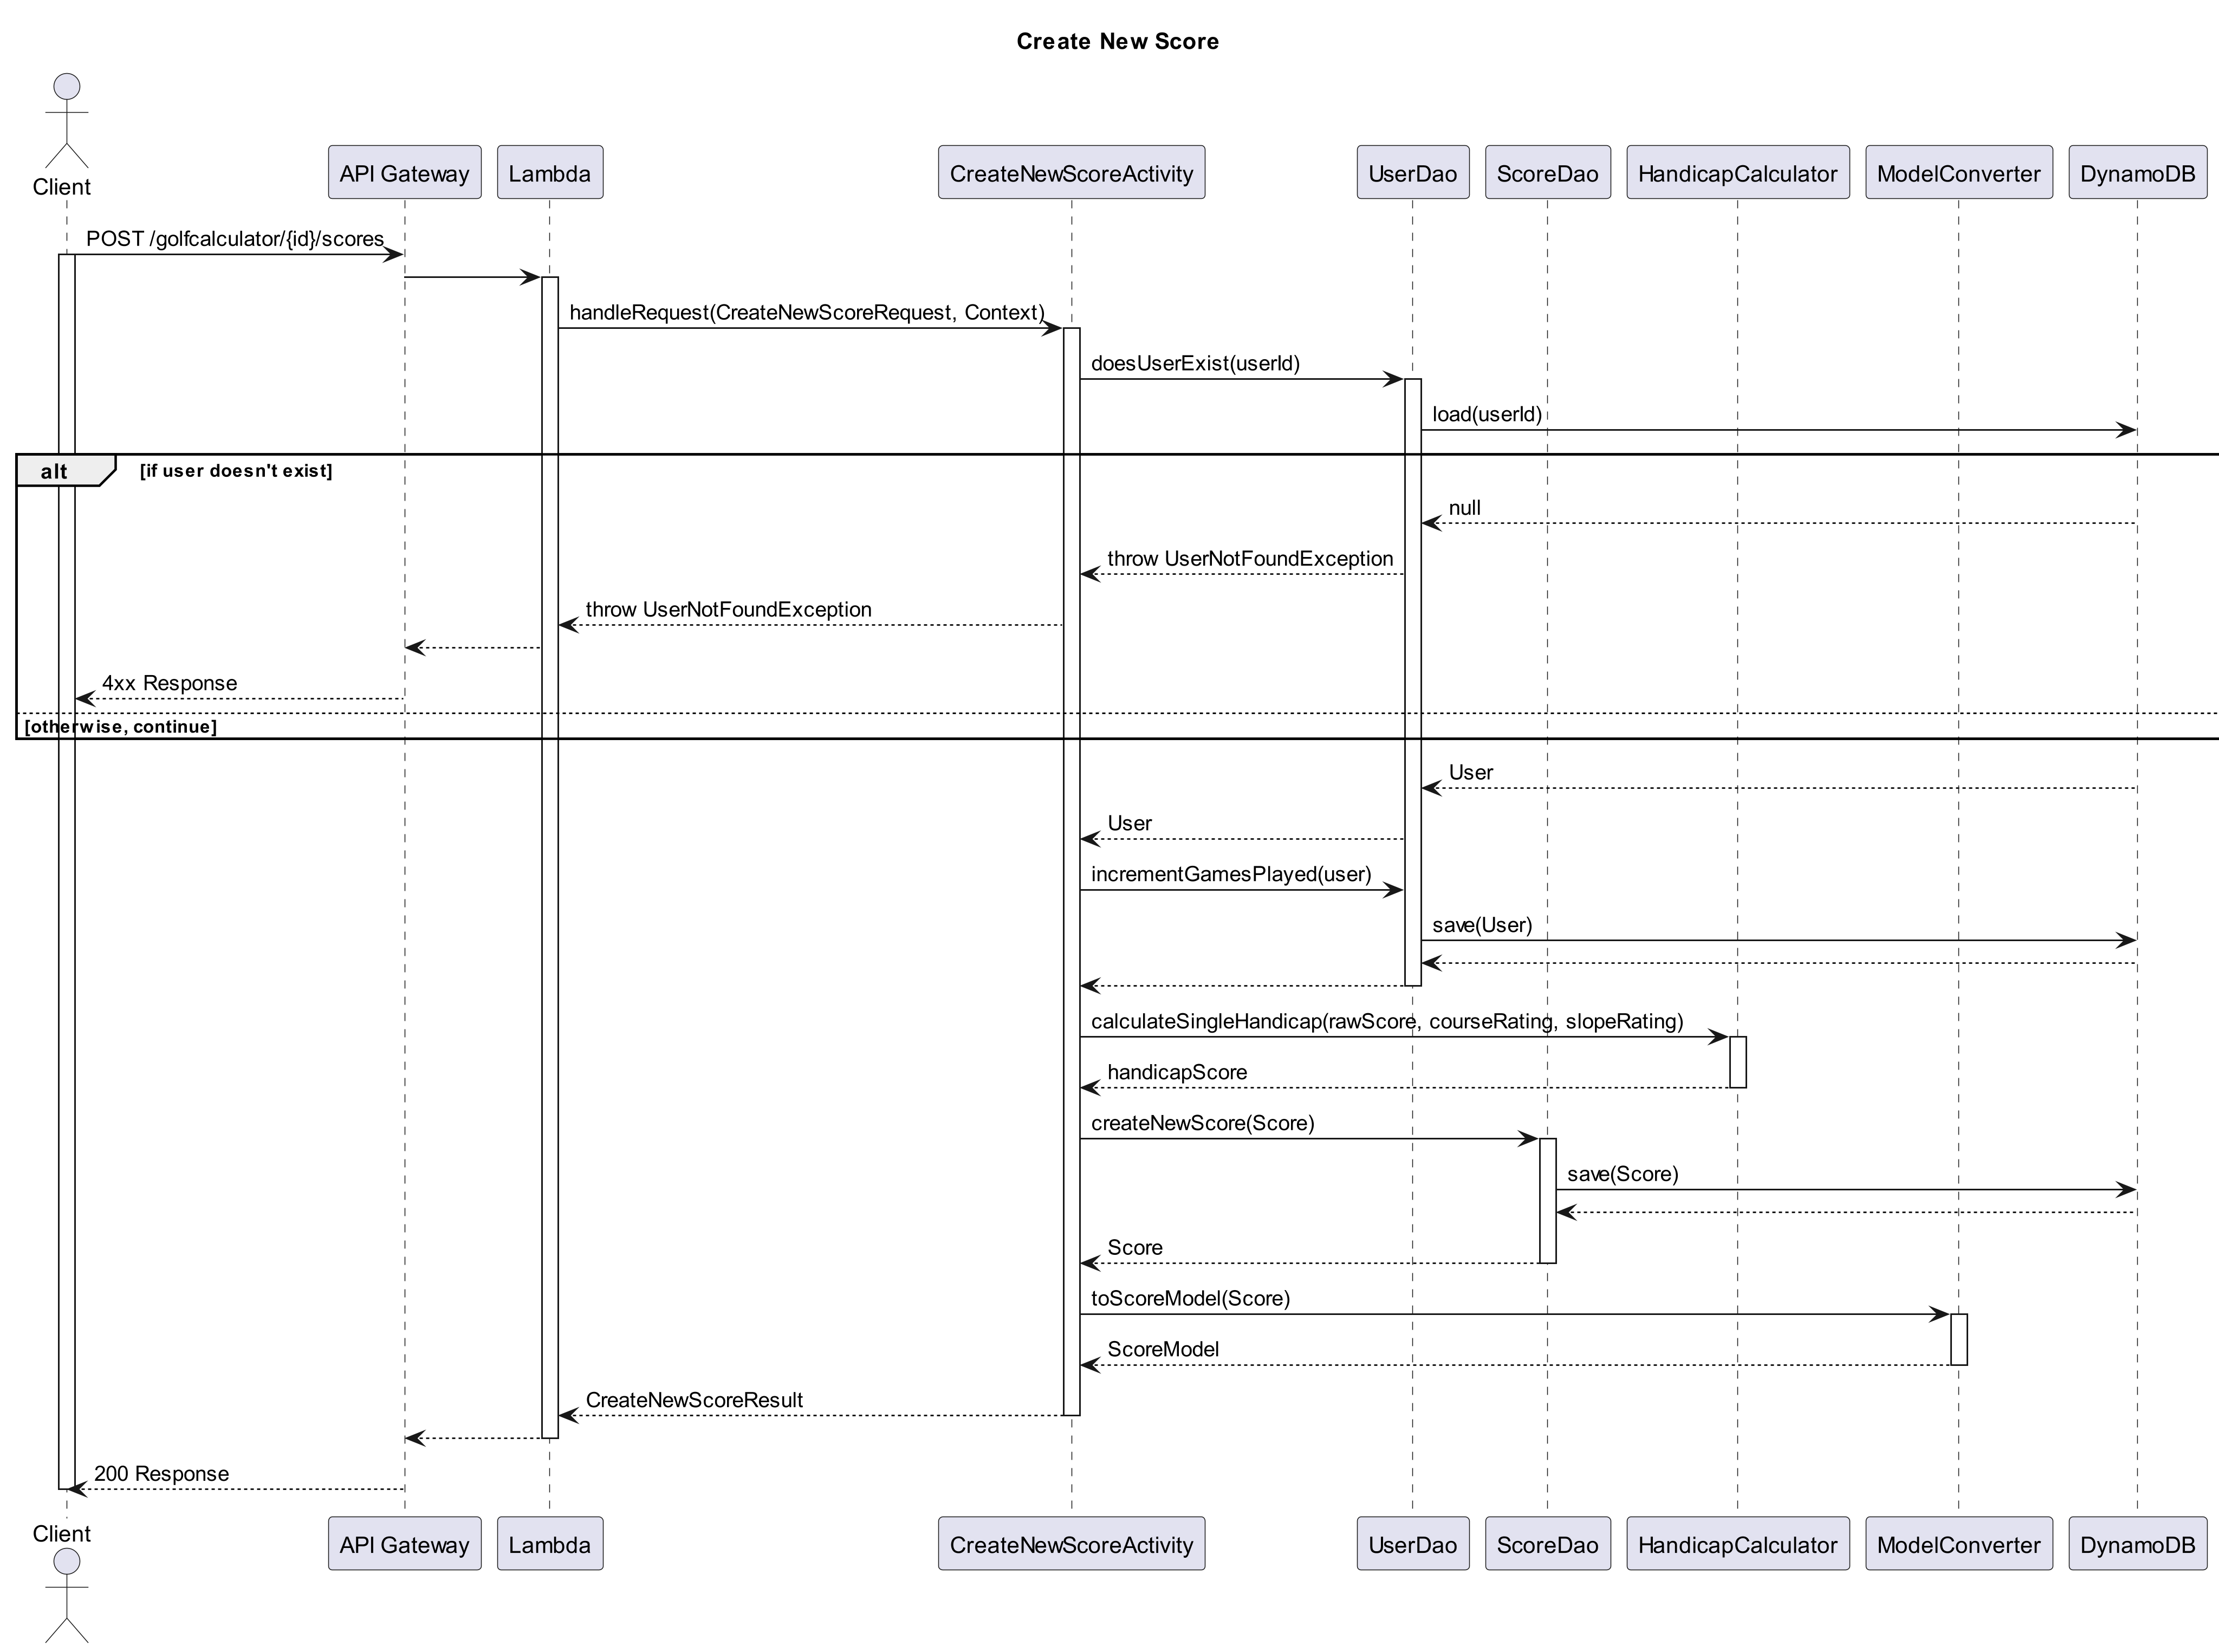 Create New Score
Client
API Gateway
Lambda
CreateNewScoreActivity
UserDao
ScoreDao
HandicapCalculator
ModelConverter
DynamoDB
POST /golfcalculator/{id}/scores
handleRequest(CreateNewScoreRequest, Context)
doesUserExist(userId)
load(userId)
alt
[if user doesn't exist]
null
throw UserNotFoundException
throw UserNotFoundException
4xx Response
[otherwise, continue]
User
User
incrementGamesPlayed(user)
save(User)
calculateSingleHandicap(rawScore, courseRating, slopeRating)
handicapScore
createNewScore(Score)
save(Score)
Score
toScoreModel(Score)
ScoreModel
CreateNewScoreResult
200 Response
Client
API Gateway
Lambda
CreateNewScoreActivity
UserDao
ScoreDao
HandicapCalculator
ModelConverter
DynamoDB